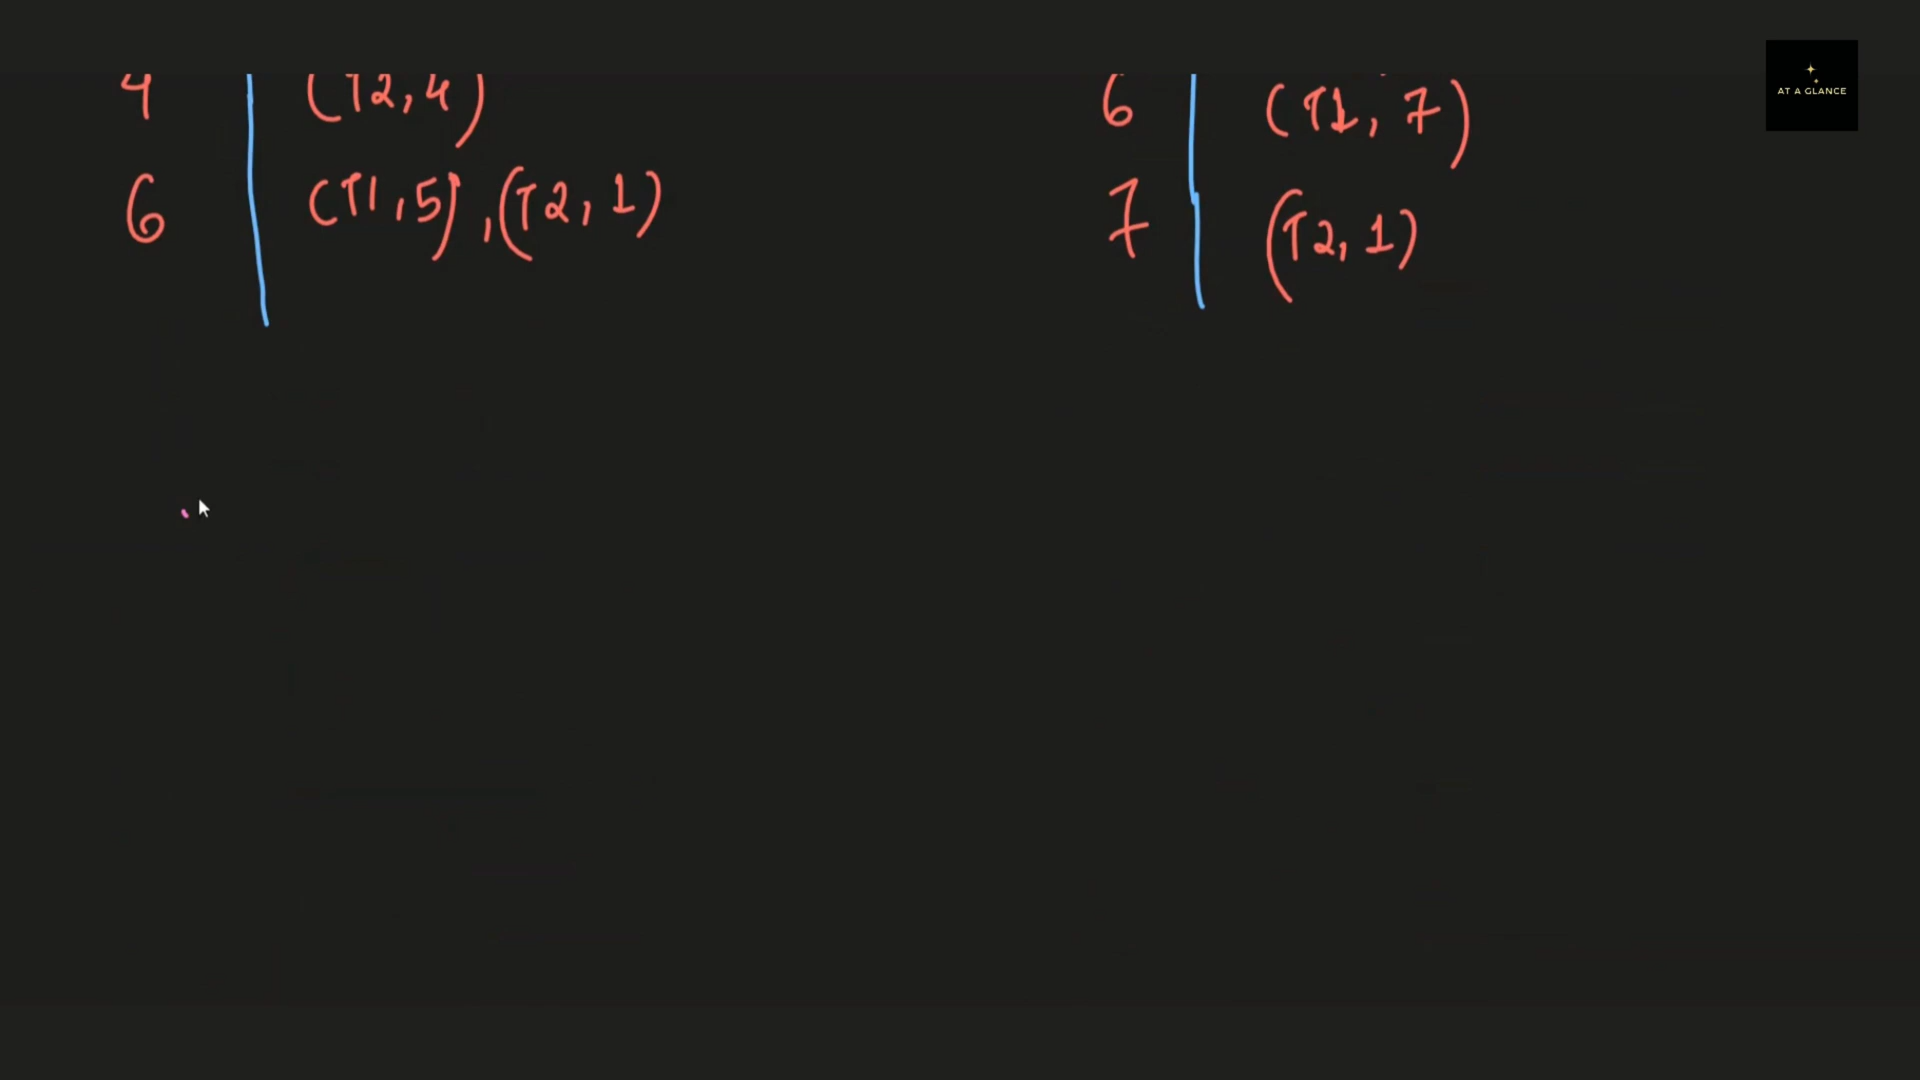 4 (T2,4)
6 (T1,5),(T2,1)
6 (T1,7)
7 (T2,1)
AT A GLANCE